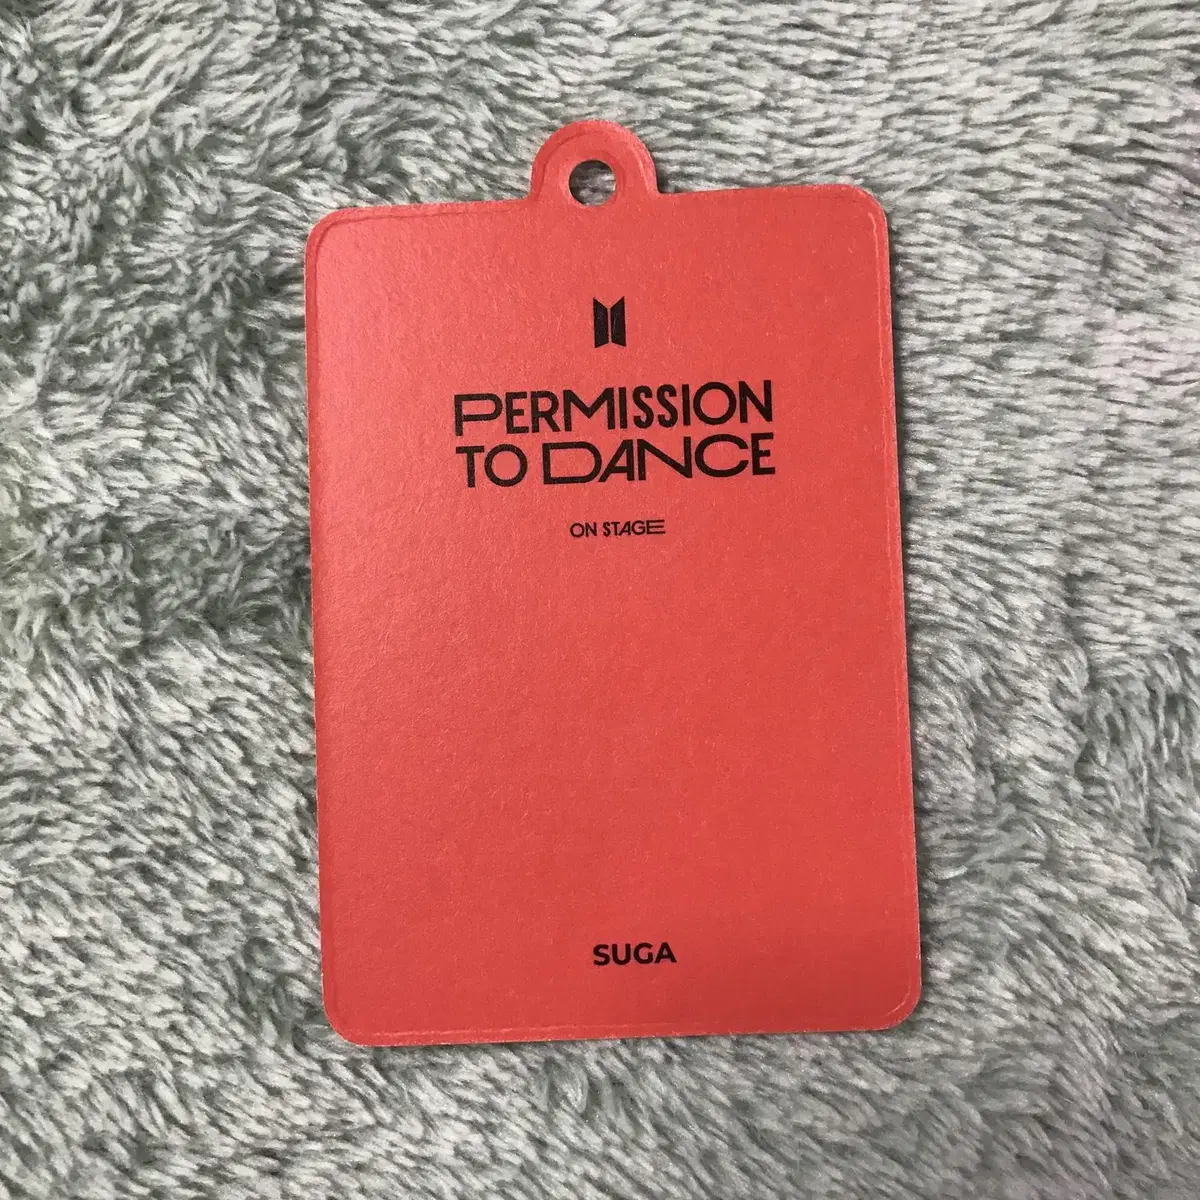 PERMISSION
TO DANCE
ON STAGE
SUGA